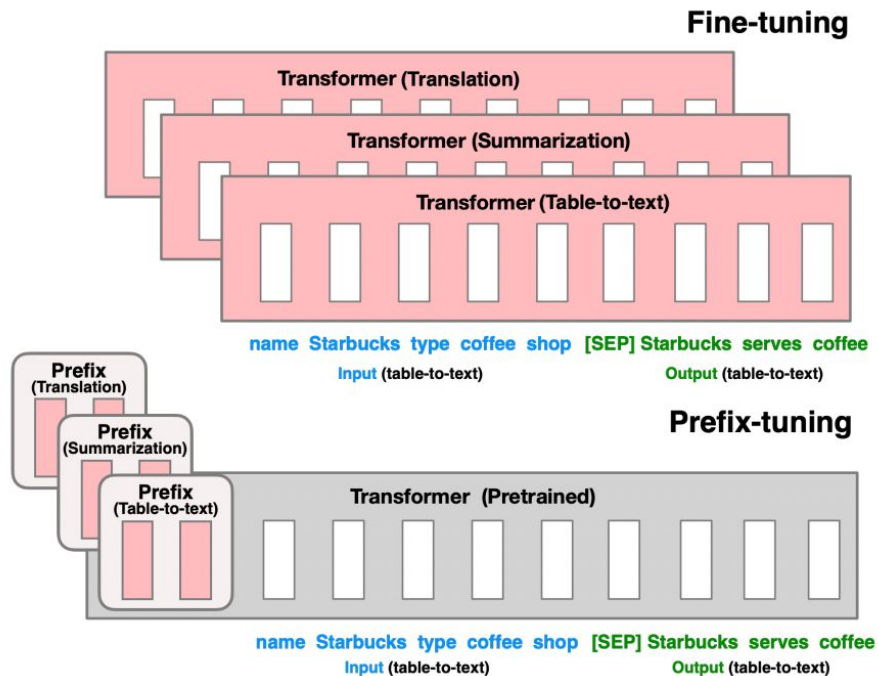 Fine-tuning
Transformer (Translation)
Transformer (Summarization)
Transformer (Table-to-text)
name Starbucks type coffee shop [SEP] Starbucks serves coffee
Input (table-to-text) Output (table-to-text)
Prefix-tuning
Prefix
(Translation)
Prefix
(Summarization)
Prefix
(Table-to-text)
Transformer (Pretrained)
name Starbucks type coffee shop [SEP] Starbucks serves coffee
Input (table-to-text) Output (table-to-text)